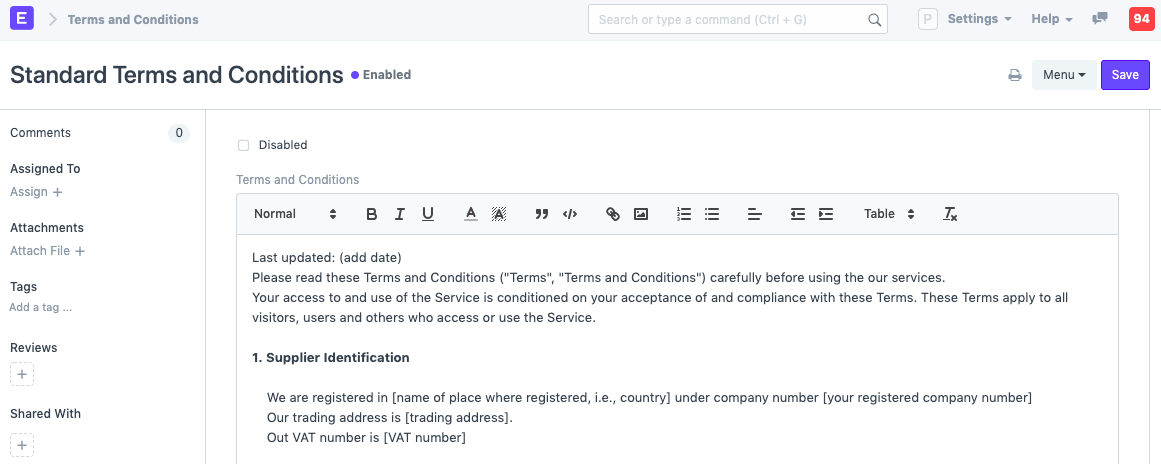 E
Terms and Conditions
Search or type a command (Ctrl + G)
P
Settings
Help
94
Standard Terms and Conditions
Enabled
Menu
Save
Comments
0
Assigned To
Assign +
Attachments
Attach File +
Tags
Add a tag ...
Reviews
+
Shared With
+
Disabled
Terms and Conditions
Normal
B I U A A
Table
Last updated: (add date)
Please read these Terms and Conditions ("Terms", "Terms and Conditions") carefully before using the our services.
Your access to and use of the Service is conditioned on your acceptance of and compliance with these Terms. These Terms apply to all
visitors, users and others who access or use the Service.
1. Supplier Identification
We are registered in [name of place where registered, i.e., country] under company number [your registered company number]
Our trading address is [trading address].
Out VAT number is [VAT number]